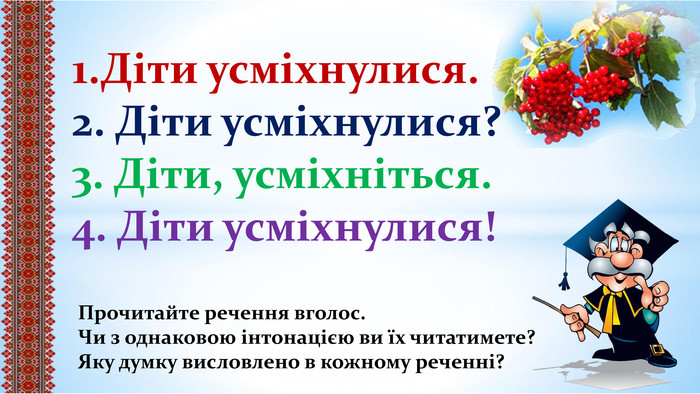 1.Діти усміхнулися.
2. Діти усміхнулися?
3. Діти, усміхніться.
4. Діти усміхнулися!
Прочитайте речення вголос.
Чи з однаковою інтонацією ви їх читатимете?
Яку думку висловлено в кожному реченні?